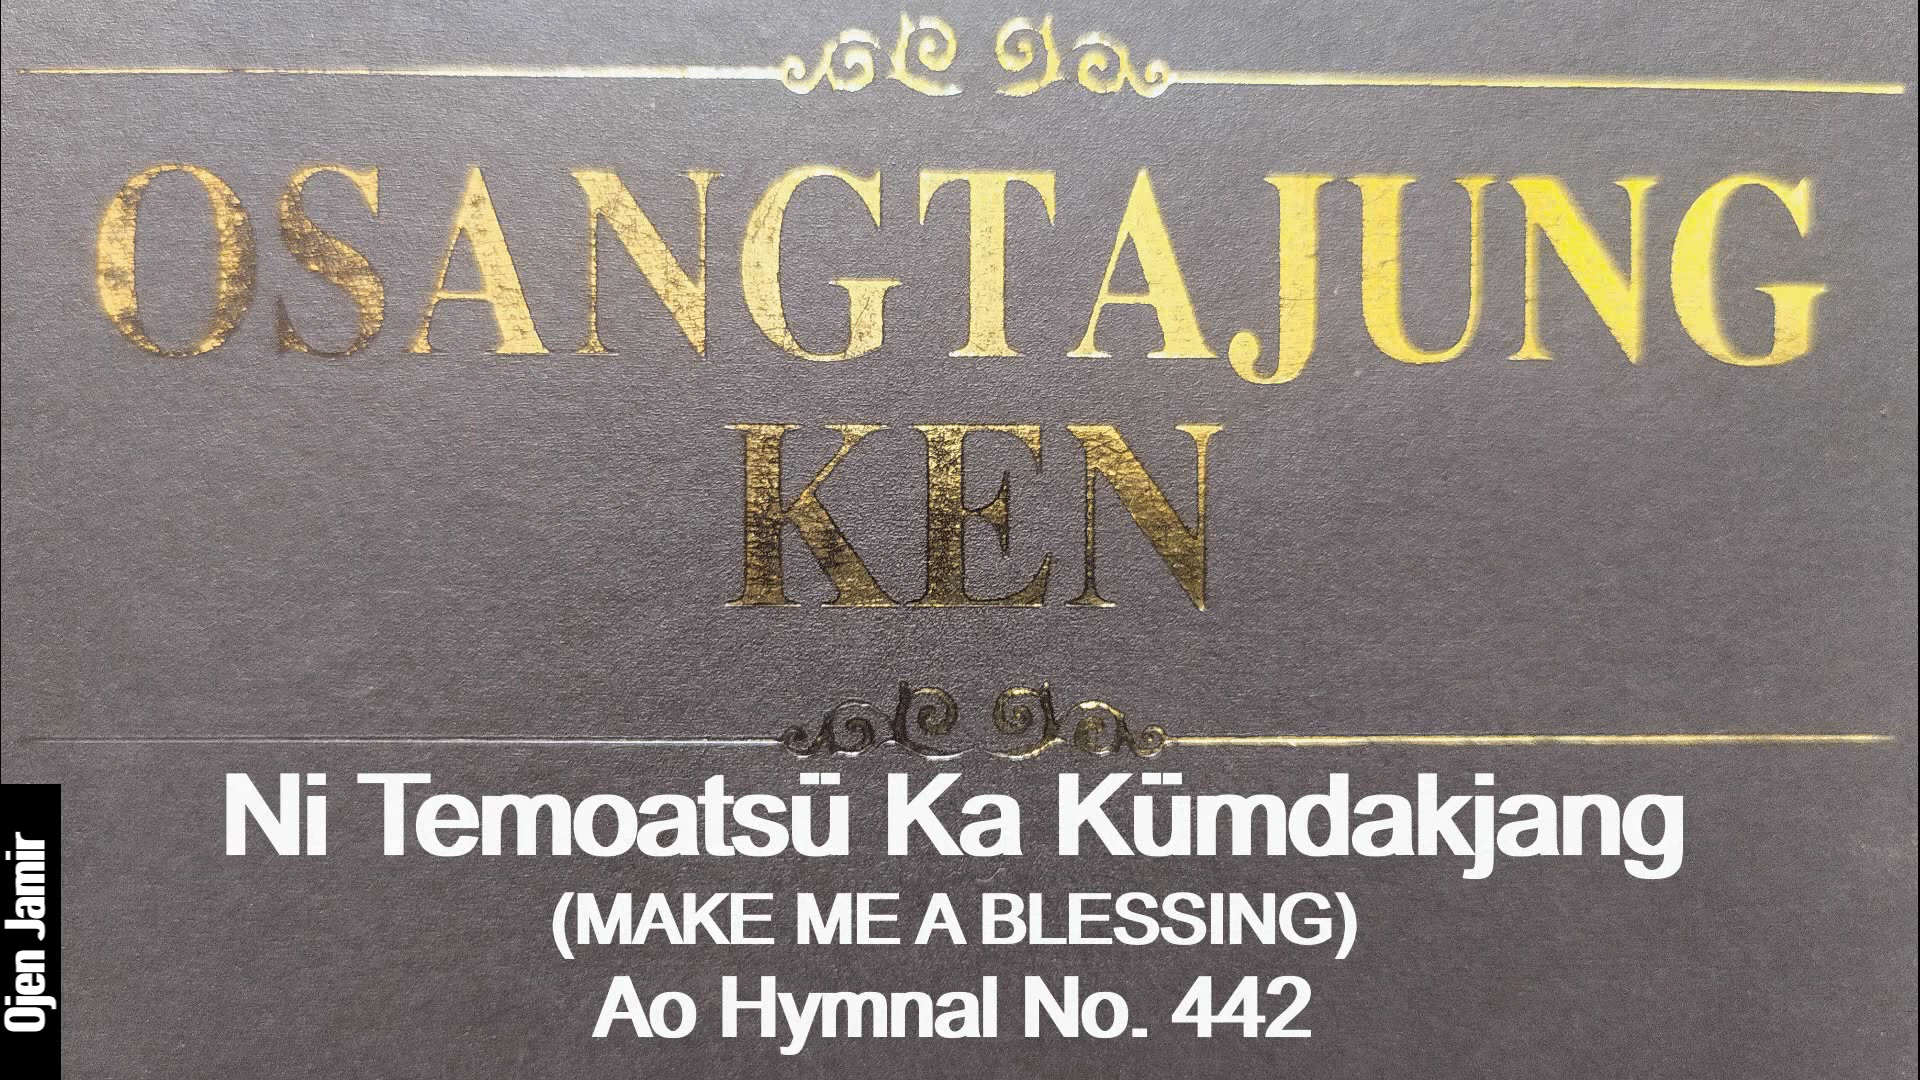 OSANGTAJUNG
KEN
Ni Temoatsü Ka Kümdakjang
(MAKE ME A BLESSING)
Ao Hymnal No. 442
Ojen Jamir